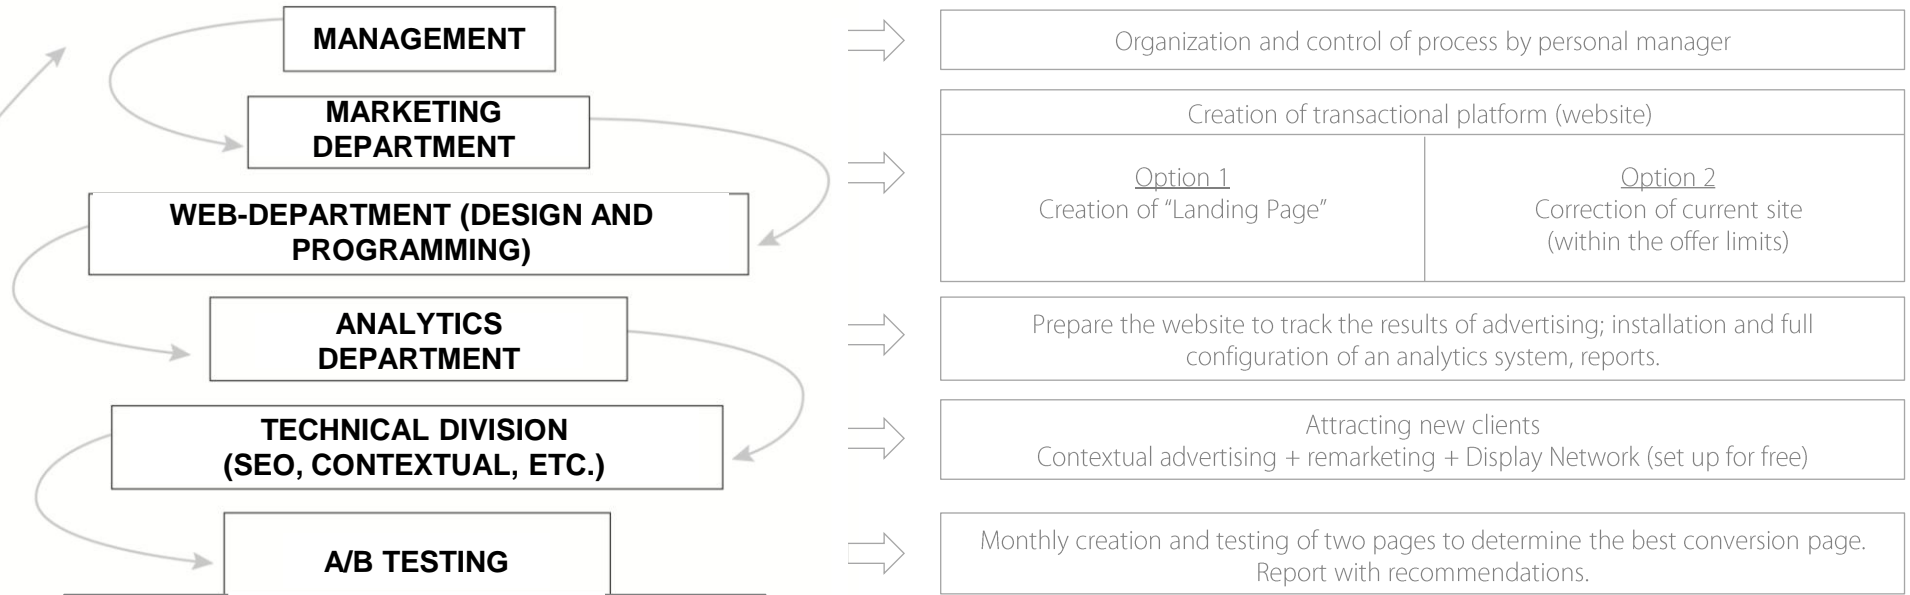 MANAGEMENT
Organization and control of process by personal manager
MARKETING
DEPARTMENT
Creation of transactional platform (website)
WEB-DEPARTMENT (DESIGN AND
PROGRAMMING)
Option 1
Creation of “Landing Page”
Option 2
Correction of current site
(within the offer limits)
ANALYTICS
DEPARTMENT
Prepare the website to track the results of advertising; installation and full
configuration of an analytics system, reports.
TECHNICAL DIVISION
(SEO, CONTEXTUAL, ETC.)
Attracting new clients
Contextual advertising + remarketing + Display Network (set up for free)
A/B TESTING
Monthly creation and testing of two pages to determine the best conversion page.
Report with recommendations.